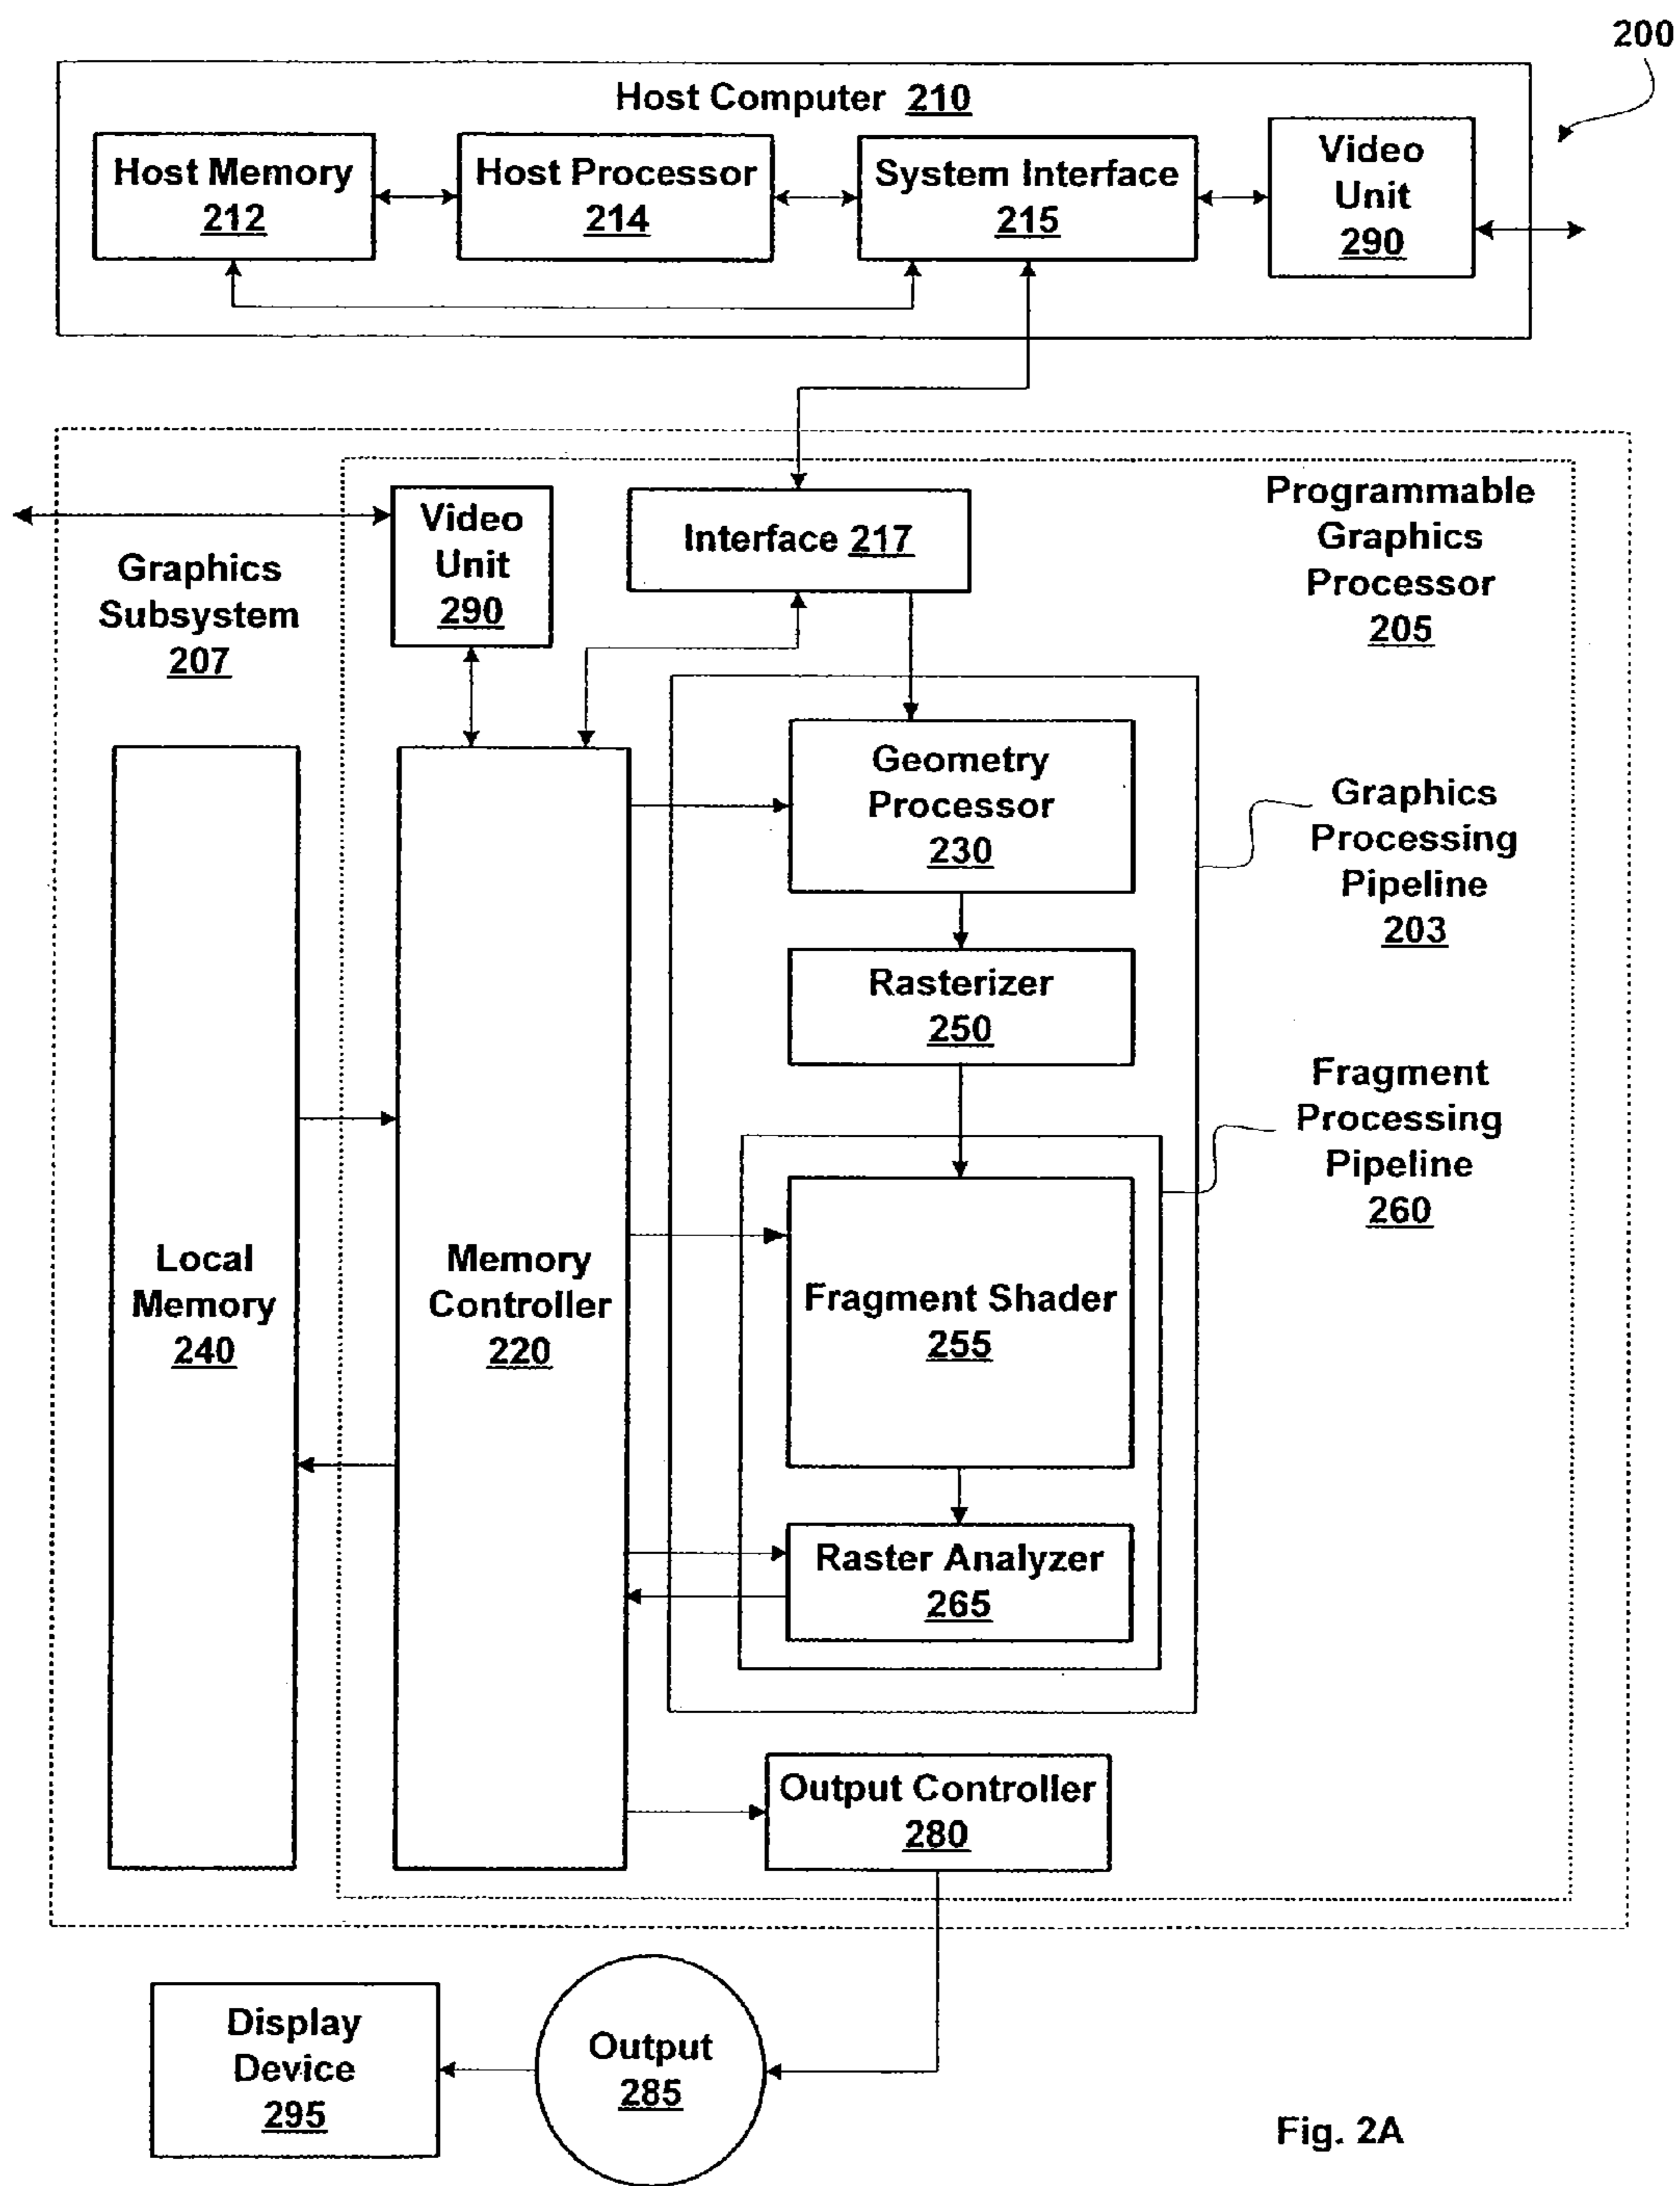 200
Host Computer 210
Host Memory
212
Host Processor
214
System Interface
215
Video
Unit
290
Graphics
Subsystem
207
Video
Unit
290
Interface 217
Programmable
Graphics
Processor
205
Geometry
Processor
230
Graphics
Processing
Pipeline
203
Rasterizer
250
Fragment
Processing
Pipeline
260
Local
Memory
240
Memory
Controller
220
Fragment Shader
255
Raster Analyzer
265
Output Controller
280
Display
Device
295
Output
285
Fig. 2A